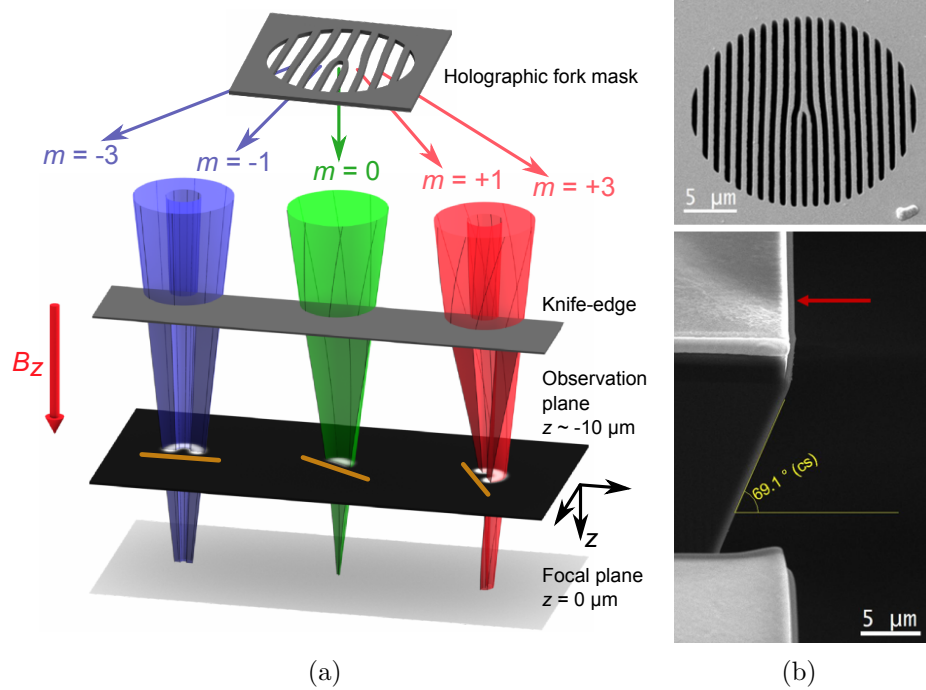 Holographic fork mask
m = -3
m = -1
m = 0
m = +1
m = +3
Knife-edge
Bz
Observation
plane
z ~ -10 μm
z
Focal plane
z = 0 μm
(a)
5 μm
69.1° (cs)
5 μm
(b)